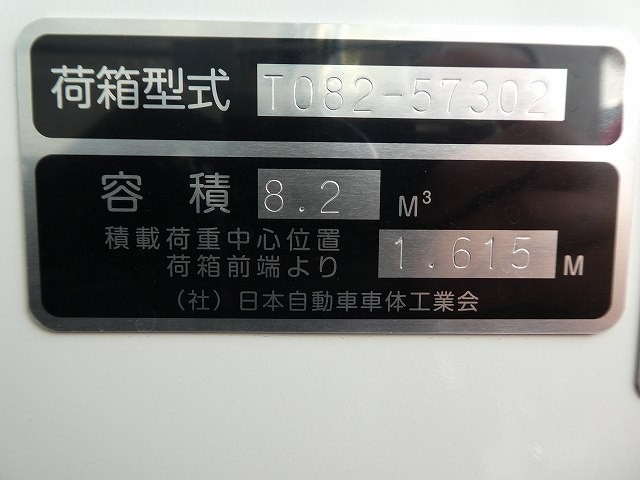 荷箱型式 T082-57302
容積 8.2 M³
積載荷重中心位置
荷箱前端より 1.615 M
（社）日本自動車車体工業会